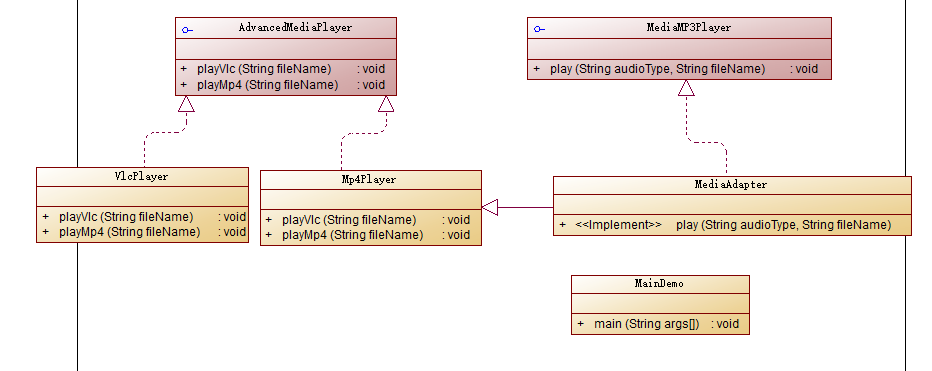 AdvancedMediaPlayer
+ playVlc (String fileName) : void
+ playMp4 (String fileName) : void
MediaMP3Player
+ play (String audioType, String fileName) : void
VlcPlayer
+ playVlc (String fileName) : void
+ playMp4 (String fileName) : void
Mp4Player
+ playVlc (String fileName) : void
+ playMp4 (String fileName) : void
MediaAdapter
+ <<Implement>> play (String audioType, String fileName)
MainDemo
+ main (String args[]) : void